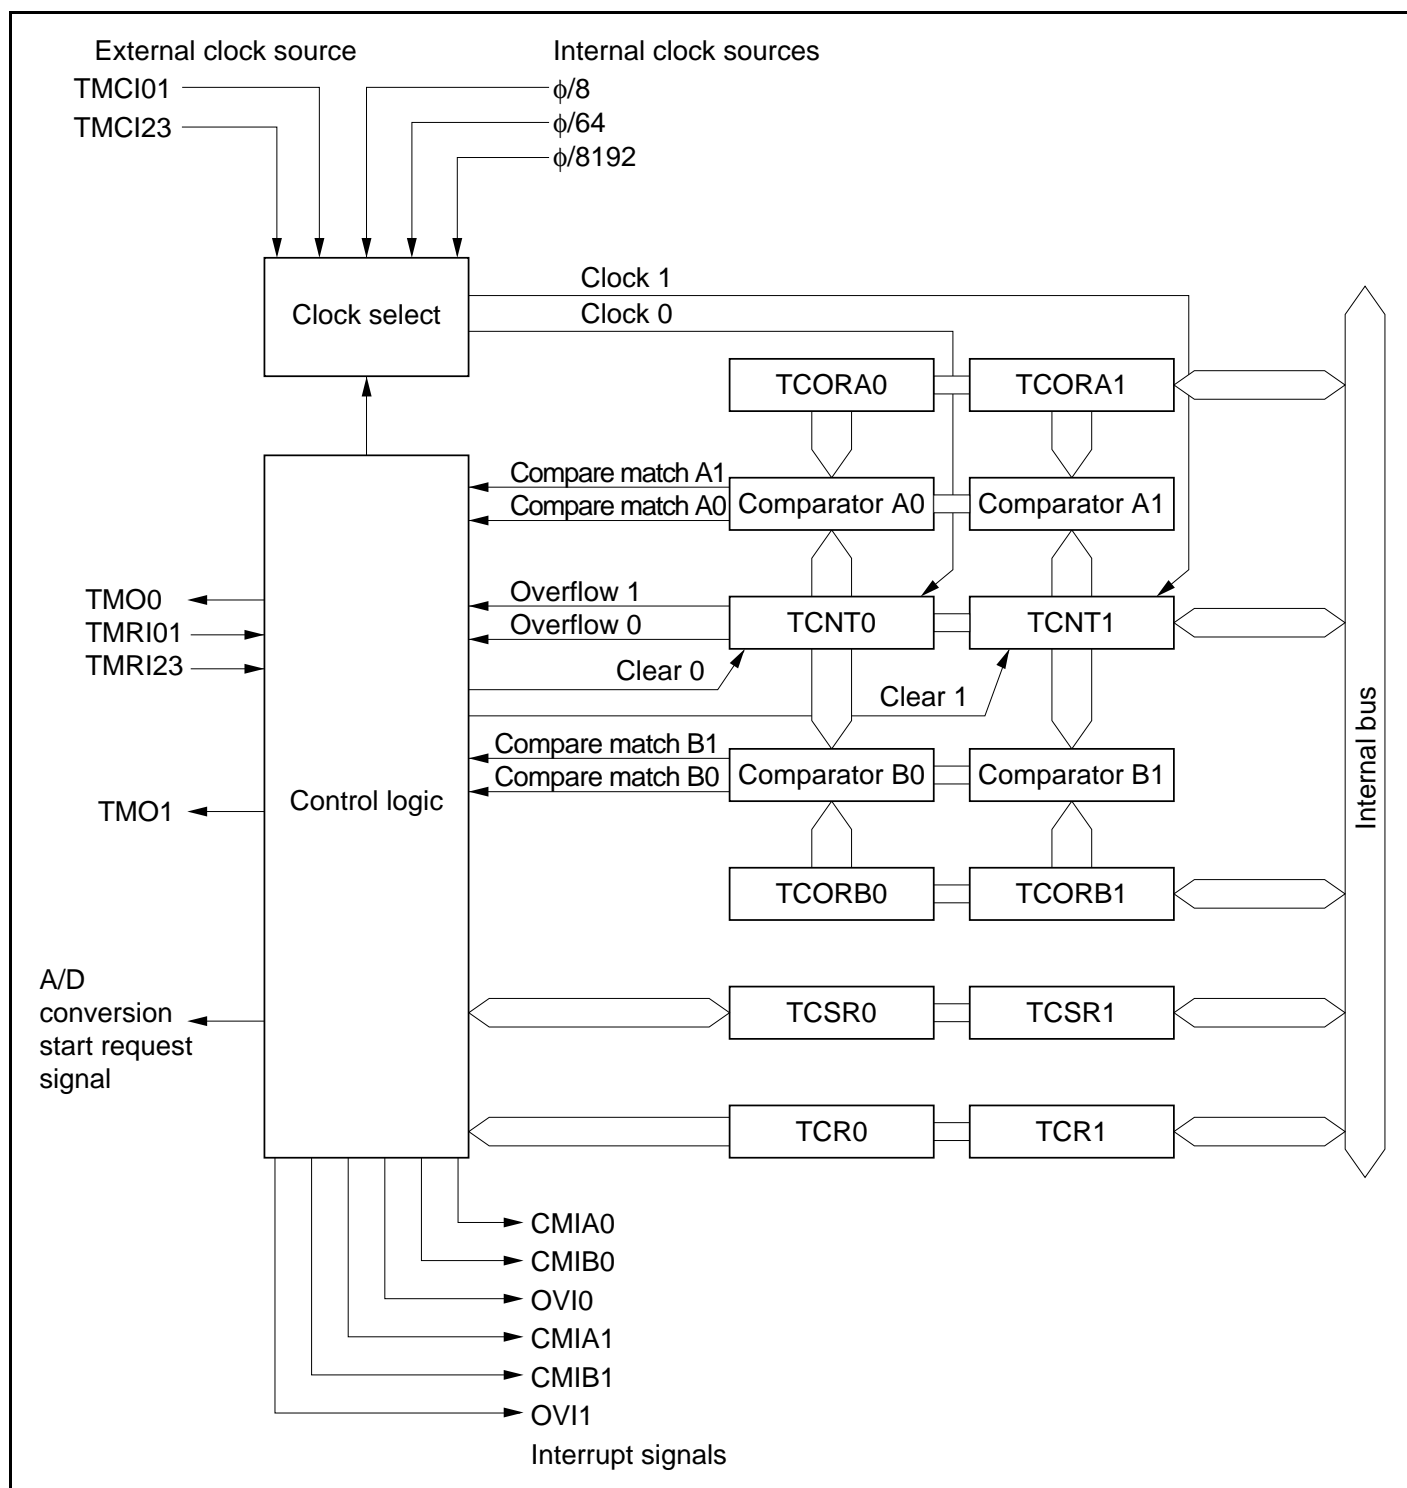 External clock source
Internal clock sources
TMCI01
TMCI23
ϕ/8
ϕ/64
ϕ/8192
Clock select
Clock 1
Clock 0
TCORA0
TCORA1
Compare match A1
Compare match A0
Comparator A0
Comparator A1
TMO0
TMRI01
TMRI23
Overflow 1
Overflow 0
TCNT0
TCNT1
Clear 0
Clear 1
Internal bus
Compare match B1
Compare match B0
Comparator B0
Comparator B1
Control logic
TMO1
TCORB0
TCORB1
A/D
conversion
start request
signal
TCSR0
TCSR1
TCR0
TCR1
CMIA0
CMIB0
OVI0
CMIA1
CMIB1
OVI1
Interrupt signals